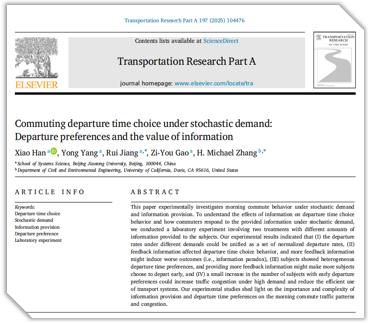 Transportation Research Part A 197 (2025) 104476
Contents lists available at ScienceDirect
Transportation Research Part A
ELSEVIER
journal homepage: www.elsevier.com/locate/tra
TRANSPORTATION
RESEARCH
Commuting departure time choice under stochastic demand:
Departure preferences and the value of information
Xiao Han a, Yong Yang a, Rui Jiang a,*, Zi-You Gao a, H. Michael Zhang b,*
a School of Systems Science, Beijing Jiaotong University, 100044, China
b Department of Civil and Environmental Engineering, University of California, Davis, CA 95616, United States
ARTICLE INFO
Keywords:
Departure time choice
Stochastic demand
Information provision
Departure preference
Laboratory experiment
ABSTRACT
This paper experimentally investigates morning commute behavior under stochastic demand
and information provision. To understand the effects of information on departure time choice
behavior and how commuters respond to the provided information under stochastic demand,
we conducted a laboratory experiment involving two treatments with different amounts of
information provided to the subjects. Our experimental results indicated that (I) the departure
rates under different demands could be unified as a set of normalized departure rates, (II)
feedback information affected departure time choice behavior, and more feedback information
might induce worse outcomes (i.e., information paradox), (III) subjects showed heterogeneous
departure time preferences, and providing more feedback information might make more subjects
choose to depart early, and (IV) a small increase in the number of subjects with early departure
preferences could increase traffic congestion under high demand and reduce the efficient use
of transport systems. Our experimental studies shed light on the importance and complexity of
information provision and departure time preferences on the morning commute traffic patterns
and congestion.